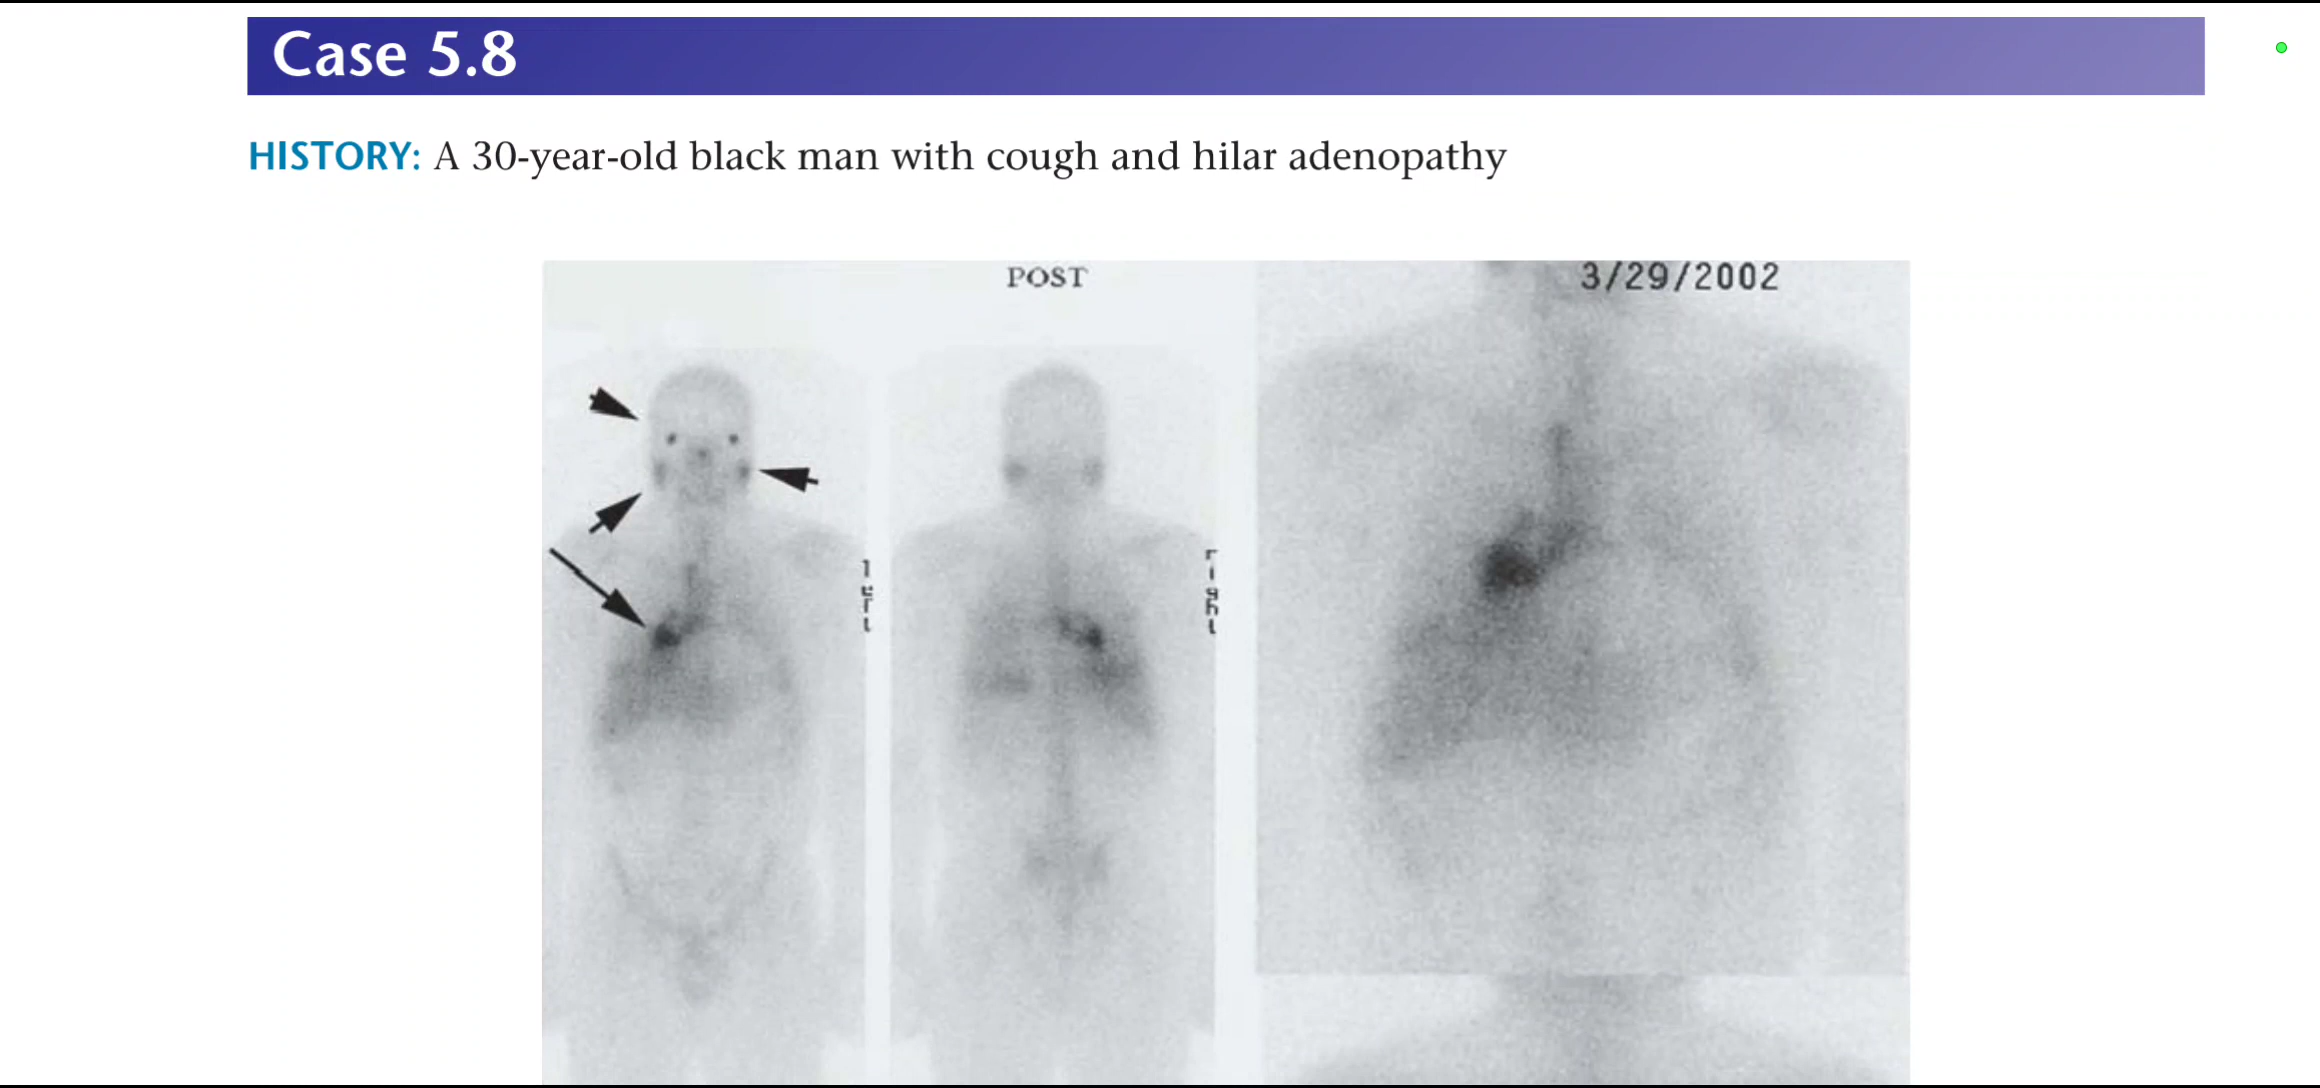 Case 5.8
HISTORY: A 30-year-old black man with cough and hilar adenopathy
POST
3/29/2002
left
right